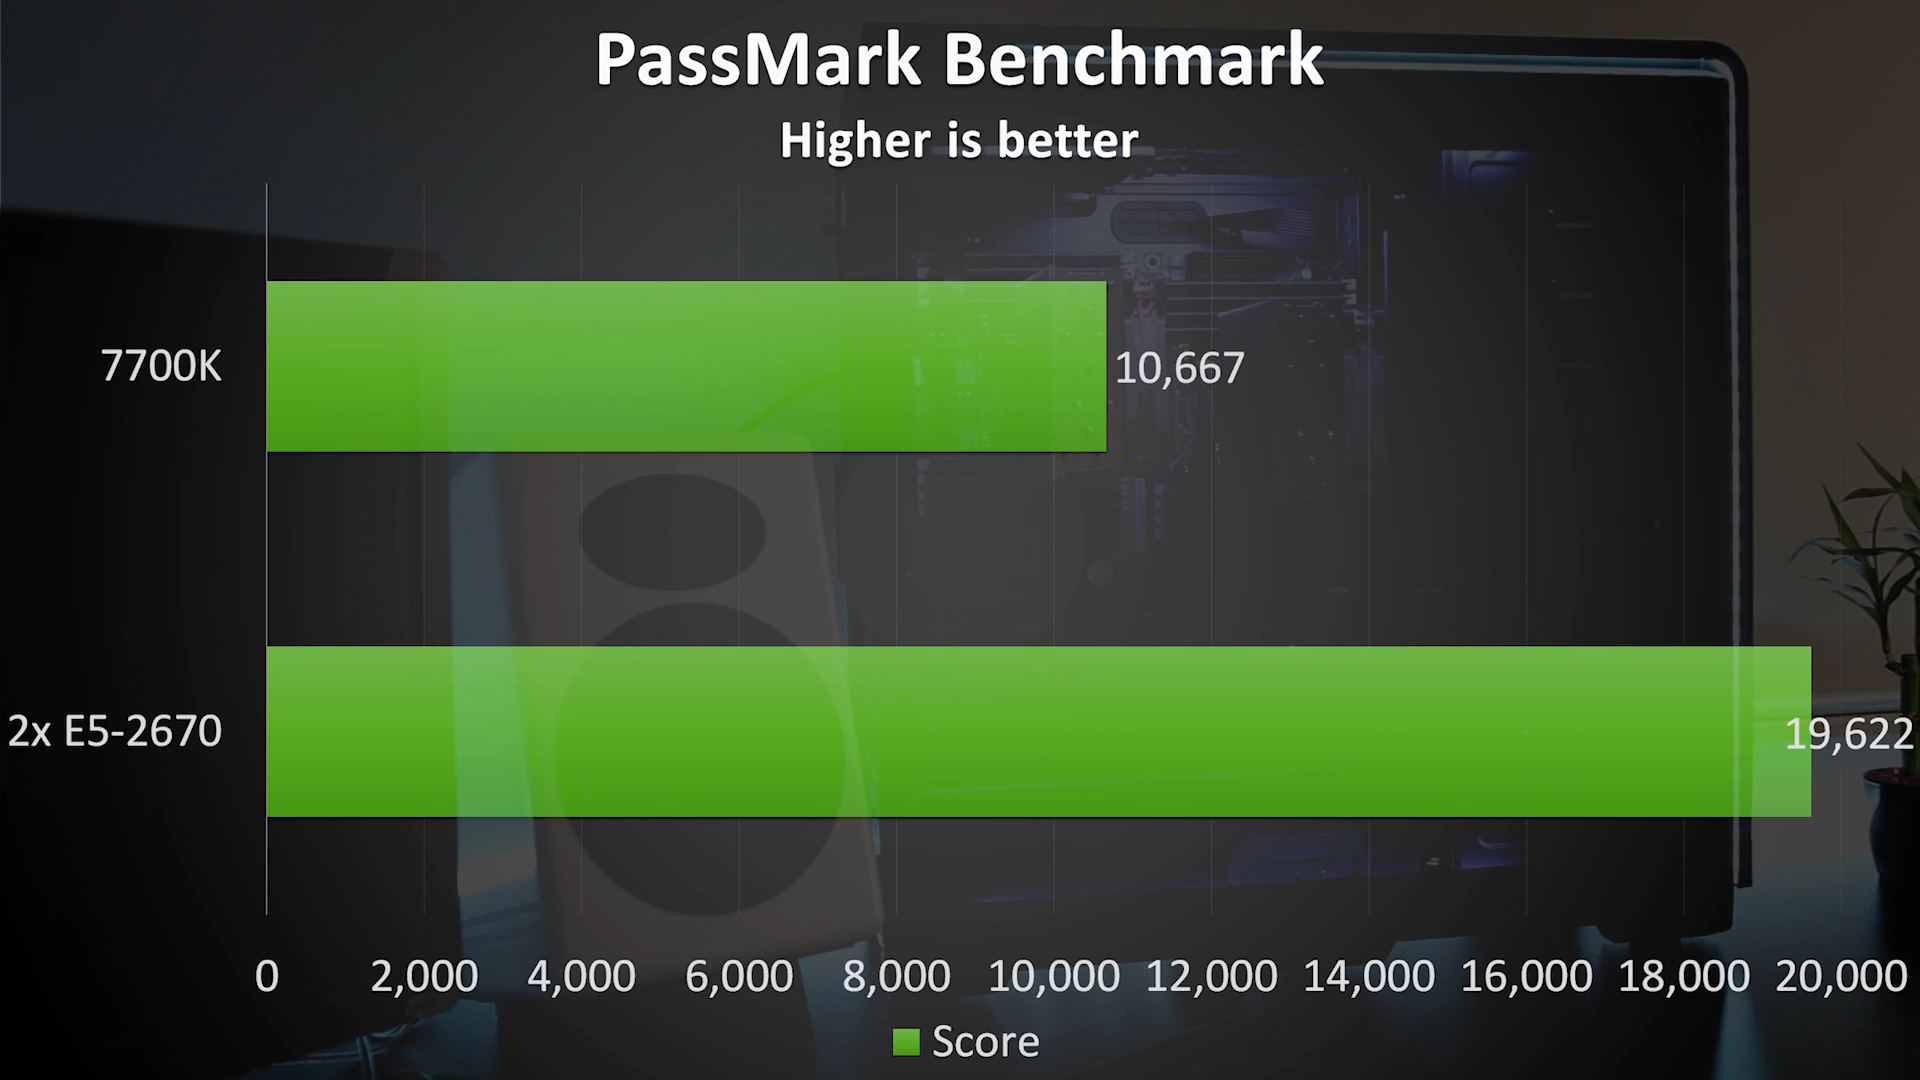 PassMark Benchmark
Higher is better
7700K
10,667
2x E5-2670
19,622
0 2,000 4,000 6,000 8,000 10,000 12,000 14,000 16,000 18,000 20,000
Score